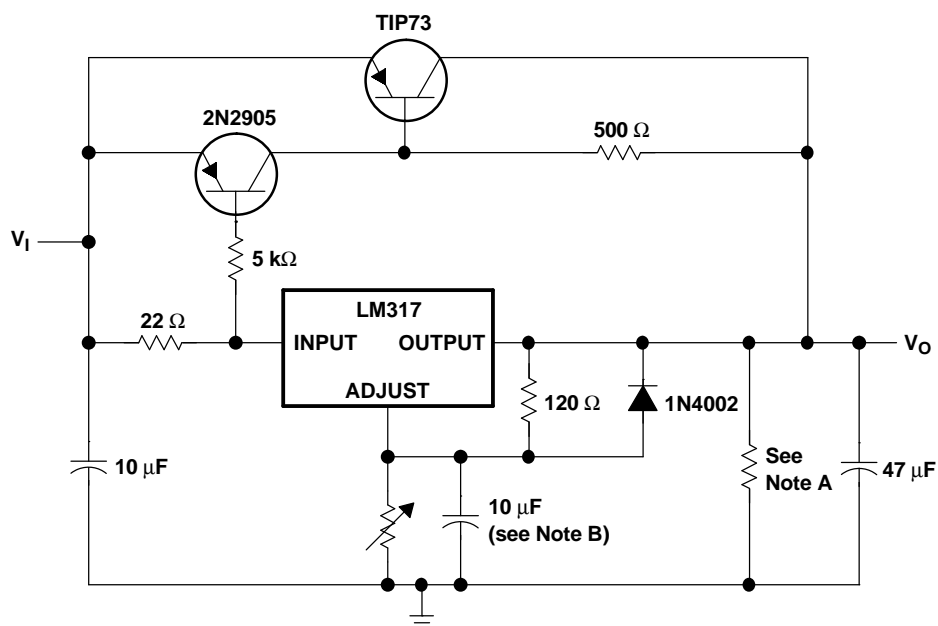 TIP73
2N2905
500 Ω
V_I
5 kΩ
22 Ω
LM317
INPUT OUTPUT
ADJUST
V_O
120 Ω
1N4002
10 μF
See
Note A
47 μF
10 μF
(see Note B)